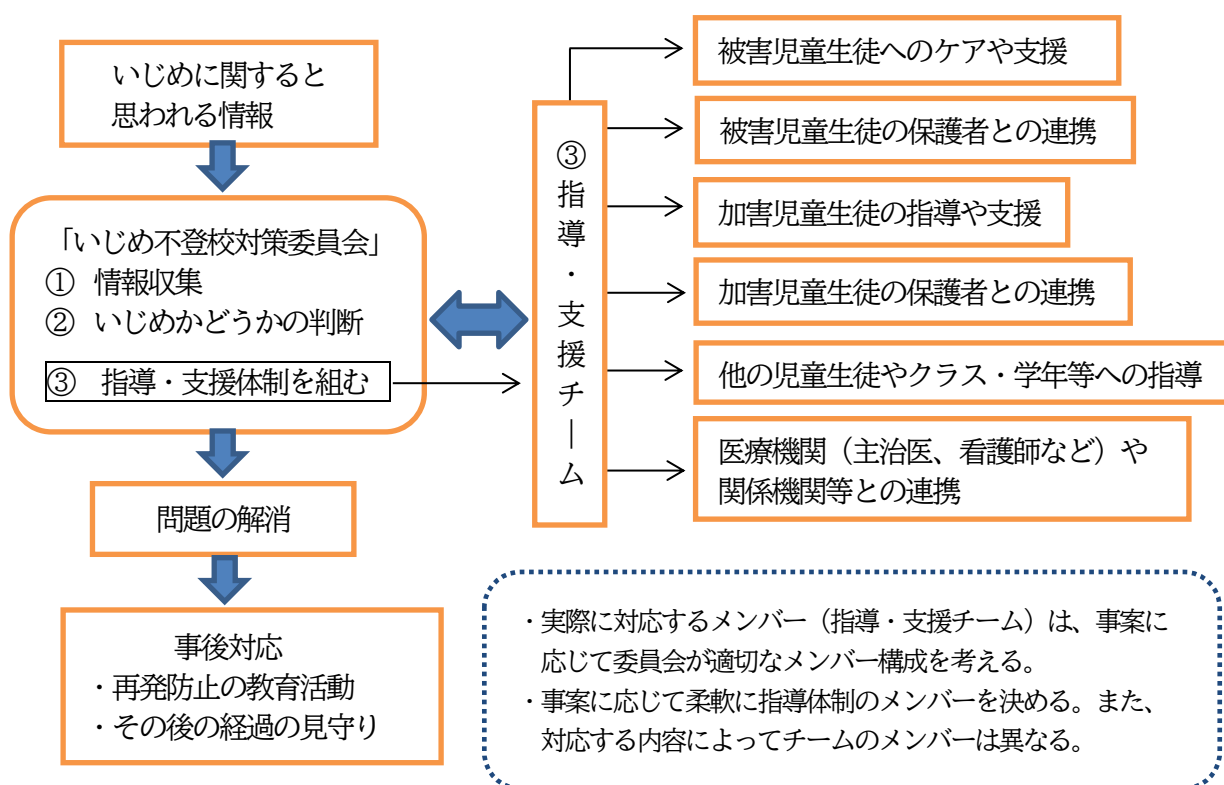 いじめに関すると
思われる情報
「いじめ不登校対策委員会」
① 情報収集
② いじめかどうかの判断
③ 指導・支援体制を組む
問題の解消
事後対応
・再発防止の教育活動
・その後の経過の見守り
③指導・支援チーム
被害児童生徒へのケアや支援
被害児童生徒の保護者との連携
加害児童生徒の指導や支援
加害児童生徒の保護者との連携
他の児童生徒やクラス・学年等への指導
医療機関（主治医、看護師など）や
関係機関等との連携
・実際に対応するメンバー（指導・支援チーム）は、事案に
応じて委員会が適切なメンバー構成を考える。
・事案に応じて柔軟に指導体制のメンバーを決める。また、
対応する内容によってチームのメンバーは異なる。